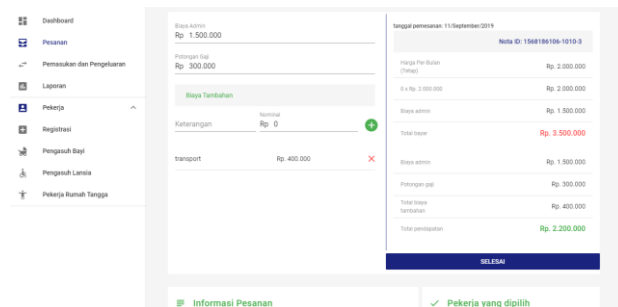 Dashboard
Pesanan
Pemasukan dan Pengeluaran
Laporan
Pekerja
Registrasi
Pengasuh Bayi
Pengasuh Lansia
Pekerja Rumah Tangga
Biaya Admin
Rp 1.500.000
Potongan Gaji
Rp 300.000
Biaya Tambahan
Keterangan
Nominal
Rp 0
transport Rp. 400.000
tanggal pemesanan: 11/September/2019
Nota ID: 1568186106-1010-3
Harga Per-Bulan
(Tetap)
Rp. 2.000.000
0 x Rp. 2.000.000 Rp. 2.000.000
Biaya admin Rp. 1.500.000
Total bayar Rp. 3.500.000
Biaya admin Rp. 1.500.000
Potongan gaji Rp. 300.000
Total biaya
tambahan
Rp. 400.000
Total pendapatan Rp. 2.200.000
SELESAI
Informasi Pesanan
Pekerja yang dipilih